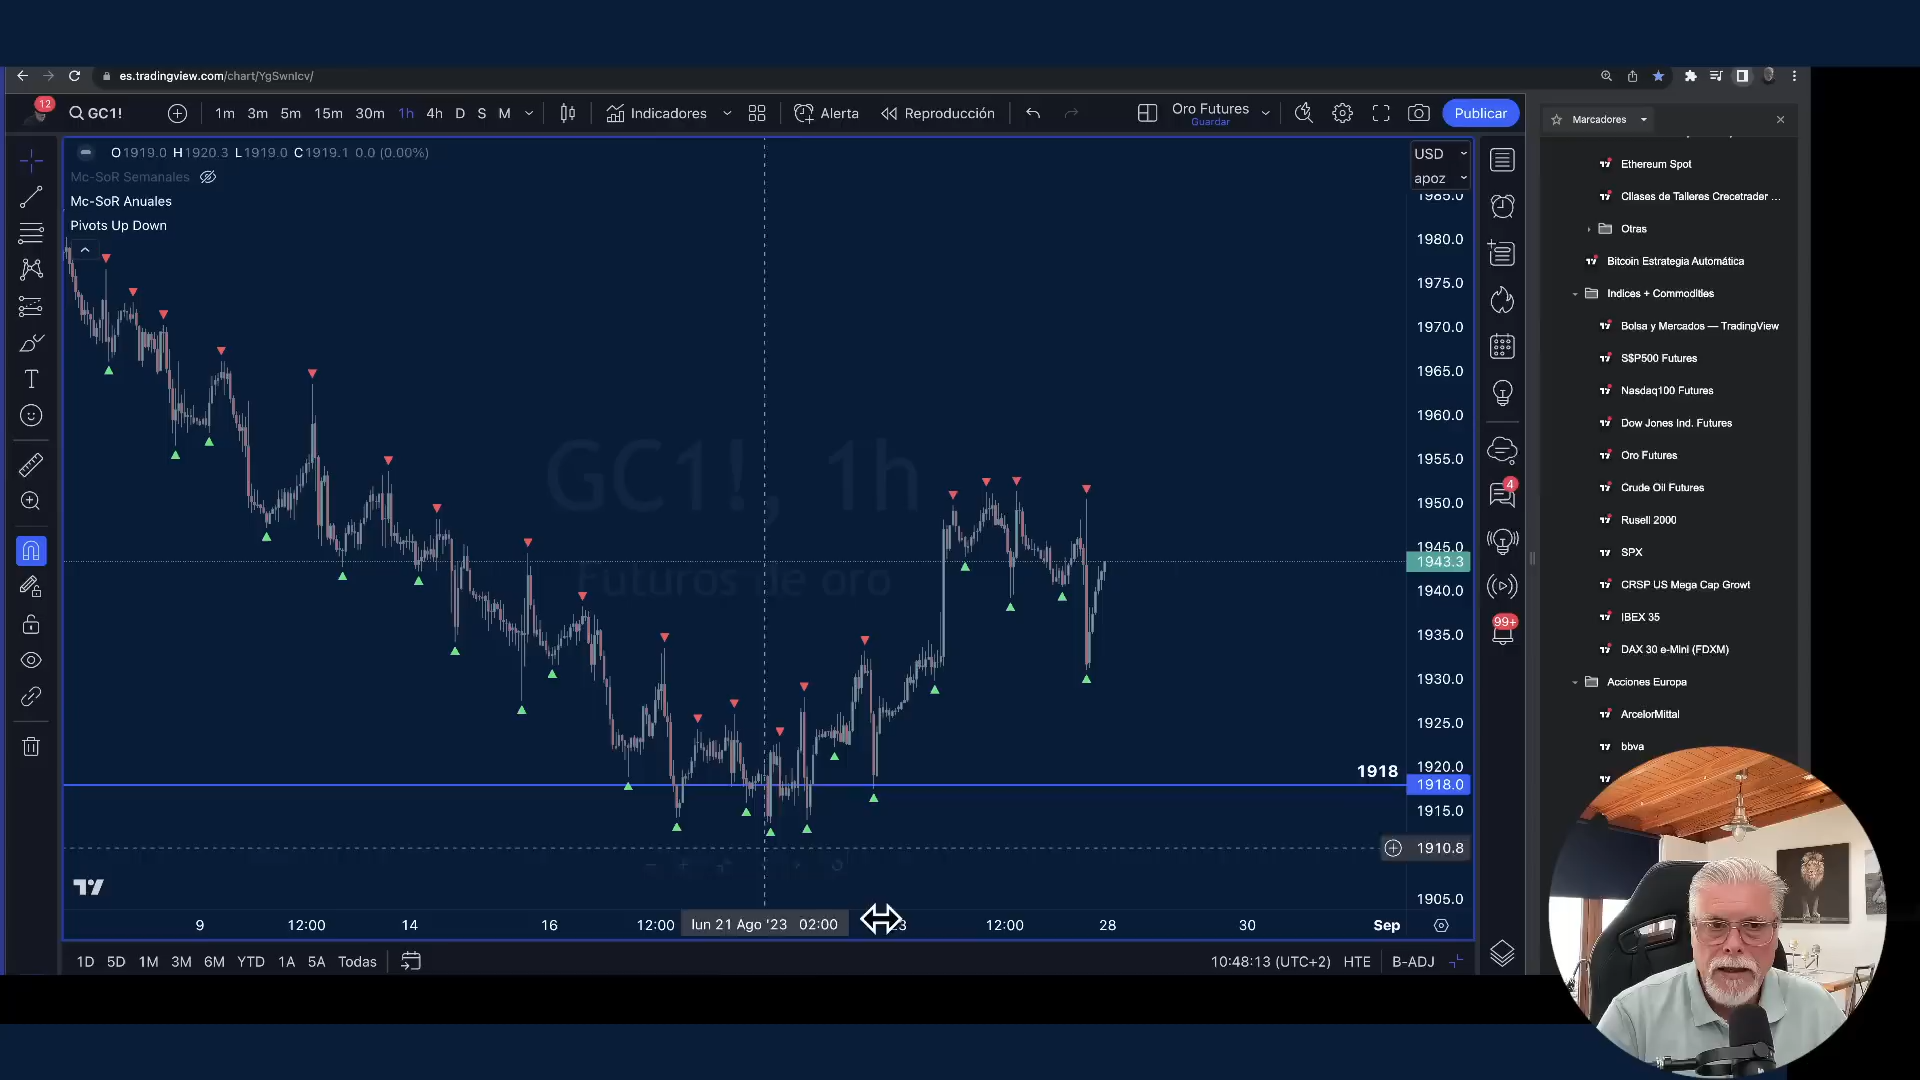 es.tradingview.com/chart/YgSwnIcv/
12
GC1!
1m 3m 5m 15m 30m 1h 4h D S M
Indicadores
Alerta
Reproducción
Oro Futures
Guardar
Publicar
O1919.0 H1920.3 L1919.0 C1919.1 0.0 (0.00%)
Mc-SoR Semanales
Mc-SoR Anuales
Pivots Up Down
USD
apoz
1985.0
1980.0
1975.0
1970.0
1965.0
1960.0
1955.0
1950.0
1945.0
1943.3
1940.0
1935.0
1930.0
1925.0
1920.0
1918
1918.0
1915.0
1910.8
1905.0
GC1!, 1h
Futuros de oro
9 12:00 14 16 12:00 lun 21 Ago '23 02:00 3 12:00 28 30 Sep
1D 5D 1M 3M 6M YTD 1A 5A Todas
10:48:13 (UTC+2) HTE B-ADJ
4
99+
Marcadores
Ethereum Spot
Cllases de Talleres Crecetrader ...
Otras
Bitcoin Estrategia Automática
Indices + Commodities
Bolsa y Mercados — TradingView
S$P500 Futures
Nasdaq100 Futures
Dow Jones Ind. Futures
Oro Futures
Crude Oil Futures
Rusell 2000
SPX
CRSP US Mega Cap Growt
IBEX 35
DAX 30 e-Mini (FDXM)
Acciones Europa
ArcelorMittal
bbva